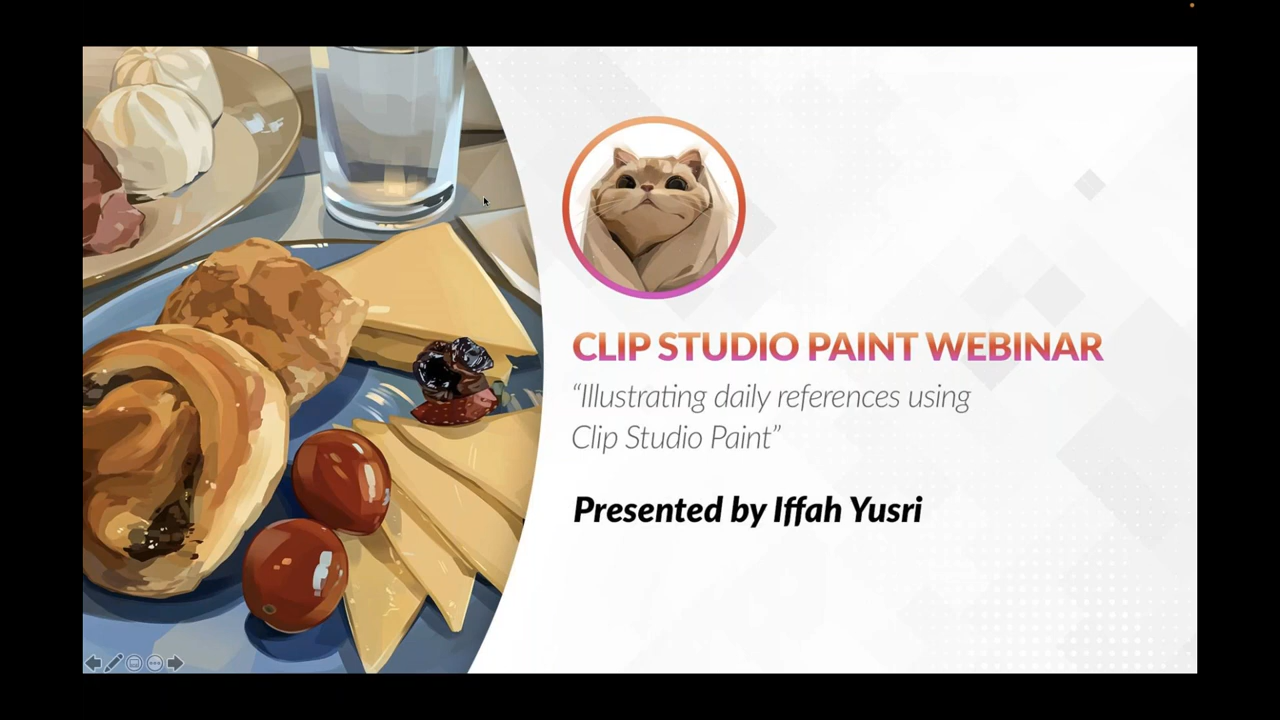 CLIP STUDIO PAINT WEBINAR
“Illustrating daily references using
Clip Studio Paint”
Presented by Iffah Yusri